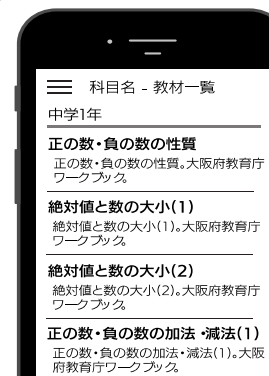 科目名 - 教材一覧
中学1年
正の数・負の数の性質
正の数・負の数の性質。大阪府教育庁
ワークブック。
絶対値と数の大小(1)
絶対値と数の大小(1)。大阪府教育庁
ワークブック。
絶対値と数の大小(2)
絶対値と数の大小(2)。大阪府教育庁
ワークブック。
正の数・負の数の加法・減法(1)
正の数・負の数の加法・減法(1)。大阪
府教育庁ワークブック。